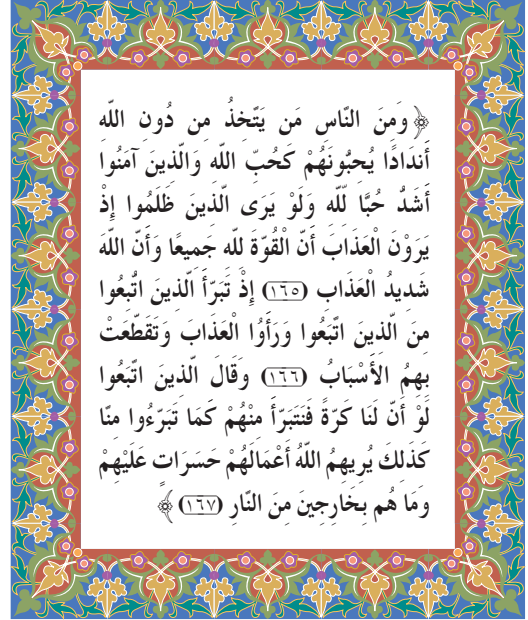 ﴿ وَمِنَ النَّاسِ مَن يَتَّخِذُ مِن دُونِ اللَّهِ
أَندَادًا يُحِبُّونَهُمْ كَحُبِّ اللَّهِ وَالَّذِينَ آمَنُوا
أَشَدُّ حُبًّا لِّلَّهِ وَلَوْ يَرَى الَّذِينَ ظَلَمُوا إِذْ
يَرَوْنَ الْعَذَابَ أَنَّ الْقُوَّةَ لِلَّهِ جَمِيعًا وَأَنَّ اللَّهَ
شَدِيدُ الْعَذَابِ (١٦٥) إِذْ تَبَرَّأَ الَّذِينَ اتُّبِعُوا
مِنَ الَّذِينَ اتَّبَعُوا وَرَأَوُا الْعَذَابَ وَتَقَطَّعَتْ
بِهِمُ الأَسْبَابُ (١٦٦) وَقَالَ الَّذِينَ اتَّبَعُوا
لَوْ أَنَّ لَنَا كَرَّةً فَنَتَبَرَّأَ مِنْهُمْ كَمَا تَبَرَّءُوا مِنَّا
كَذَلِكَ يُرِيهِمُ اللَّهُ أَعْمَالَهُمْ حَسَرَاتٍ عَلَيْهِمْ
وَمَا هُم بِخَارِجِينَ مِنَ النَّارِ (١٦٧) ﴾